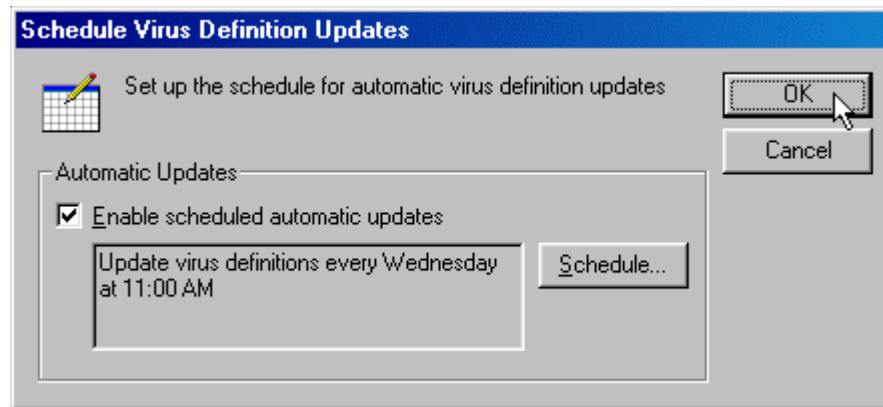 Schedule Virus Definition Updates
Set up the schedule for automatic virus definition updates
OK
Cancel
Automatic Updates
Enable scheduled automatic updates
Update virus definitions every Wednesday
at 11:00 AM
Schedule...